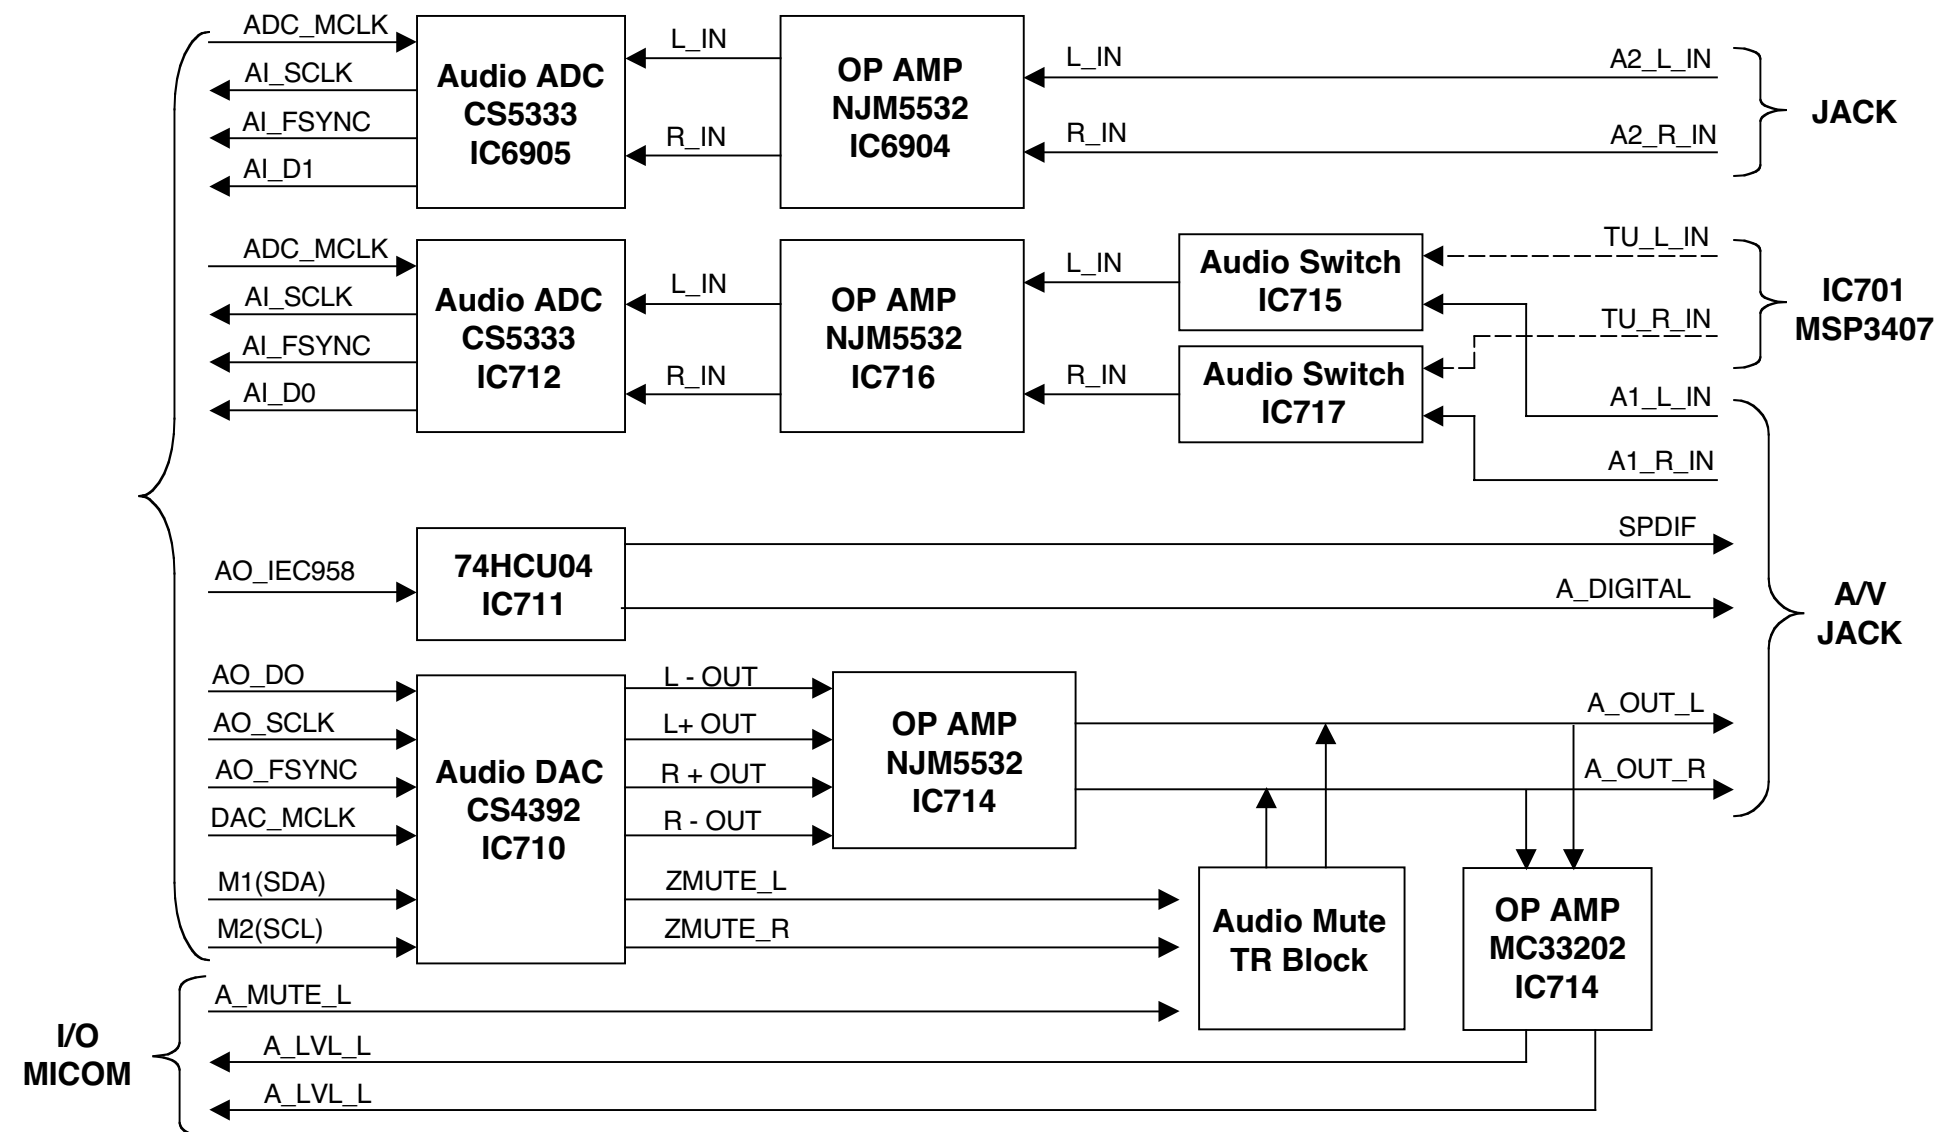 ADC_MCLK
AI_SCLK
AI_FSYNC
AI_D1
Audio ADC
CS5333
IC6905
L_IN
R_IN
OP AMP
NJM5532
IC6904
L_IN
R_IN
A2_L_IN
A2_R_IN
JACK
ADC_MCLK
AI_SCLK
AI_FSYNC
AI_D0
Audio ADC
CS5333
IC712
L_IN
R_IN
OP AMP
NJM5532
IC716
L_IN
R_IN
Audio Switch
IC715
Audio Switch
IC717
TU_L_IN
TU_R_IN
IC701
MSP3407
A1_L_IN
A1_R_IN
AO_IEC958
74HCU04
IC711
SPDIF
A_DIGITAL
A/V
JACK
AO_DO
AO_SCLK
AO_FSYNC
DAC_MCLK
M1(SDA)
M2(SCL)
Audio DAC
CS4392
IC710
L - OUT
L+ OUT
R + OUT
R - OUT
ZMUTE_L
ZMUTE_R
OP AMP
NJM5532
IC714
A_OUT_L
A_OUT_R
Audio Mute
TR Block
OP AMP
MC33202
IC714
I/O
MICOM
A_MUTE_L
A_LVL_L
A_LVL_L